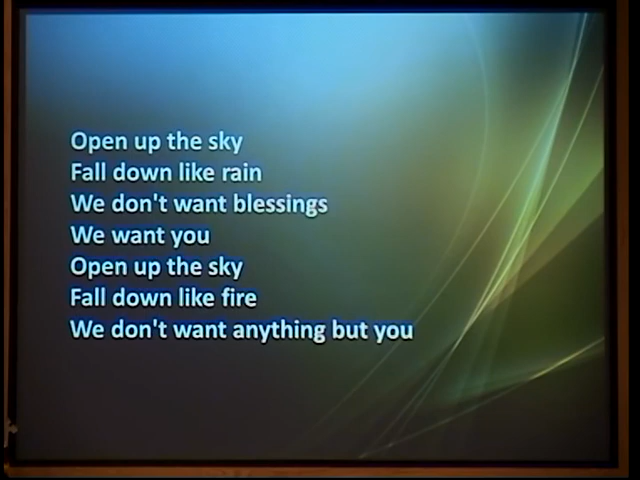 Open up the sky
Fall down like rain
We don't want blessings
We want you
Open up the sky
Fall down like fire
We don't want anything but you